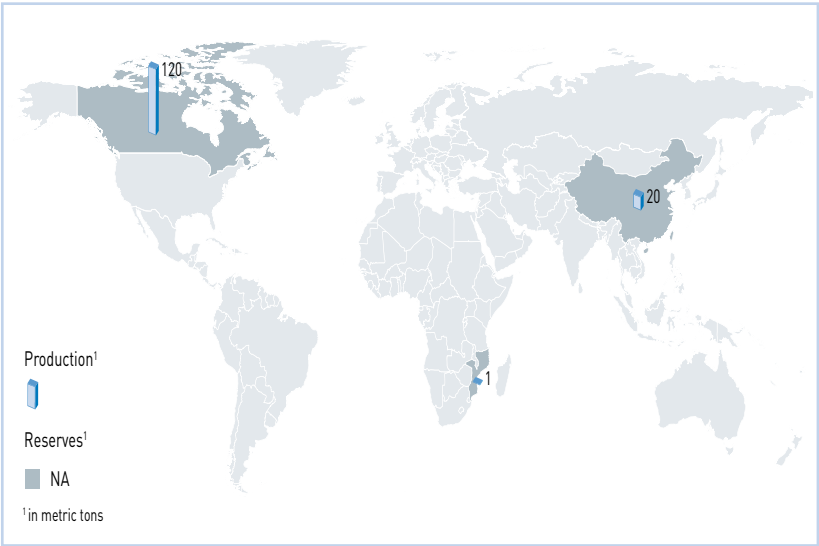 120
20
1
Production¹
Reserves¹
NA
¹ in metric tons